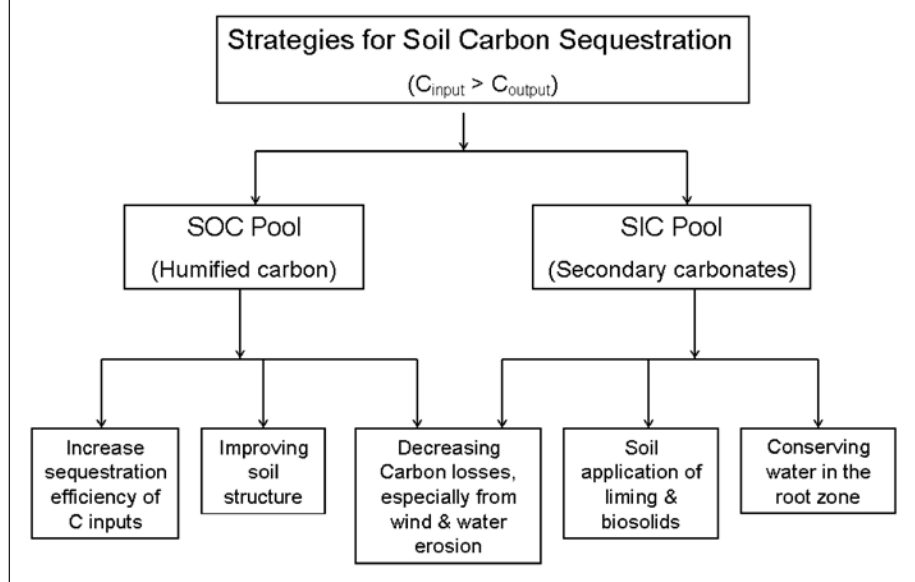 Strategies for Soil Carbon Sequestration
(Cinput > Coutput)
SOC Pool
(Humified carbon)
SIC Pool
(Secondary carbonates)
Increase
sequestration
efficiency of
C inputs
Improving
soil
structure
Decreasing
Carbon losses,
especially from
wind & water
erosion
Soil
application of
liming &
biosolids
Conserving
water in the
root zone